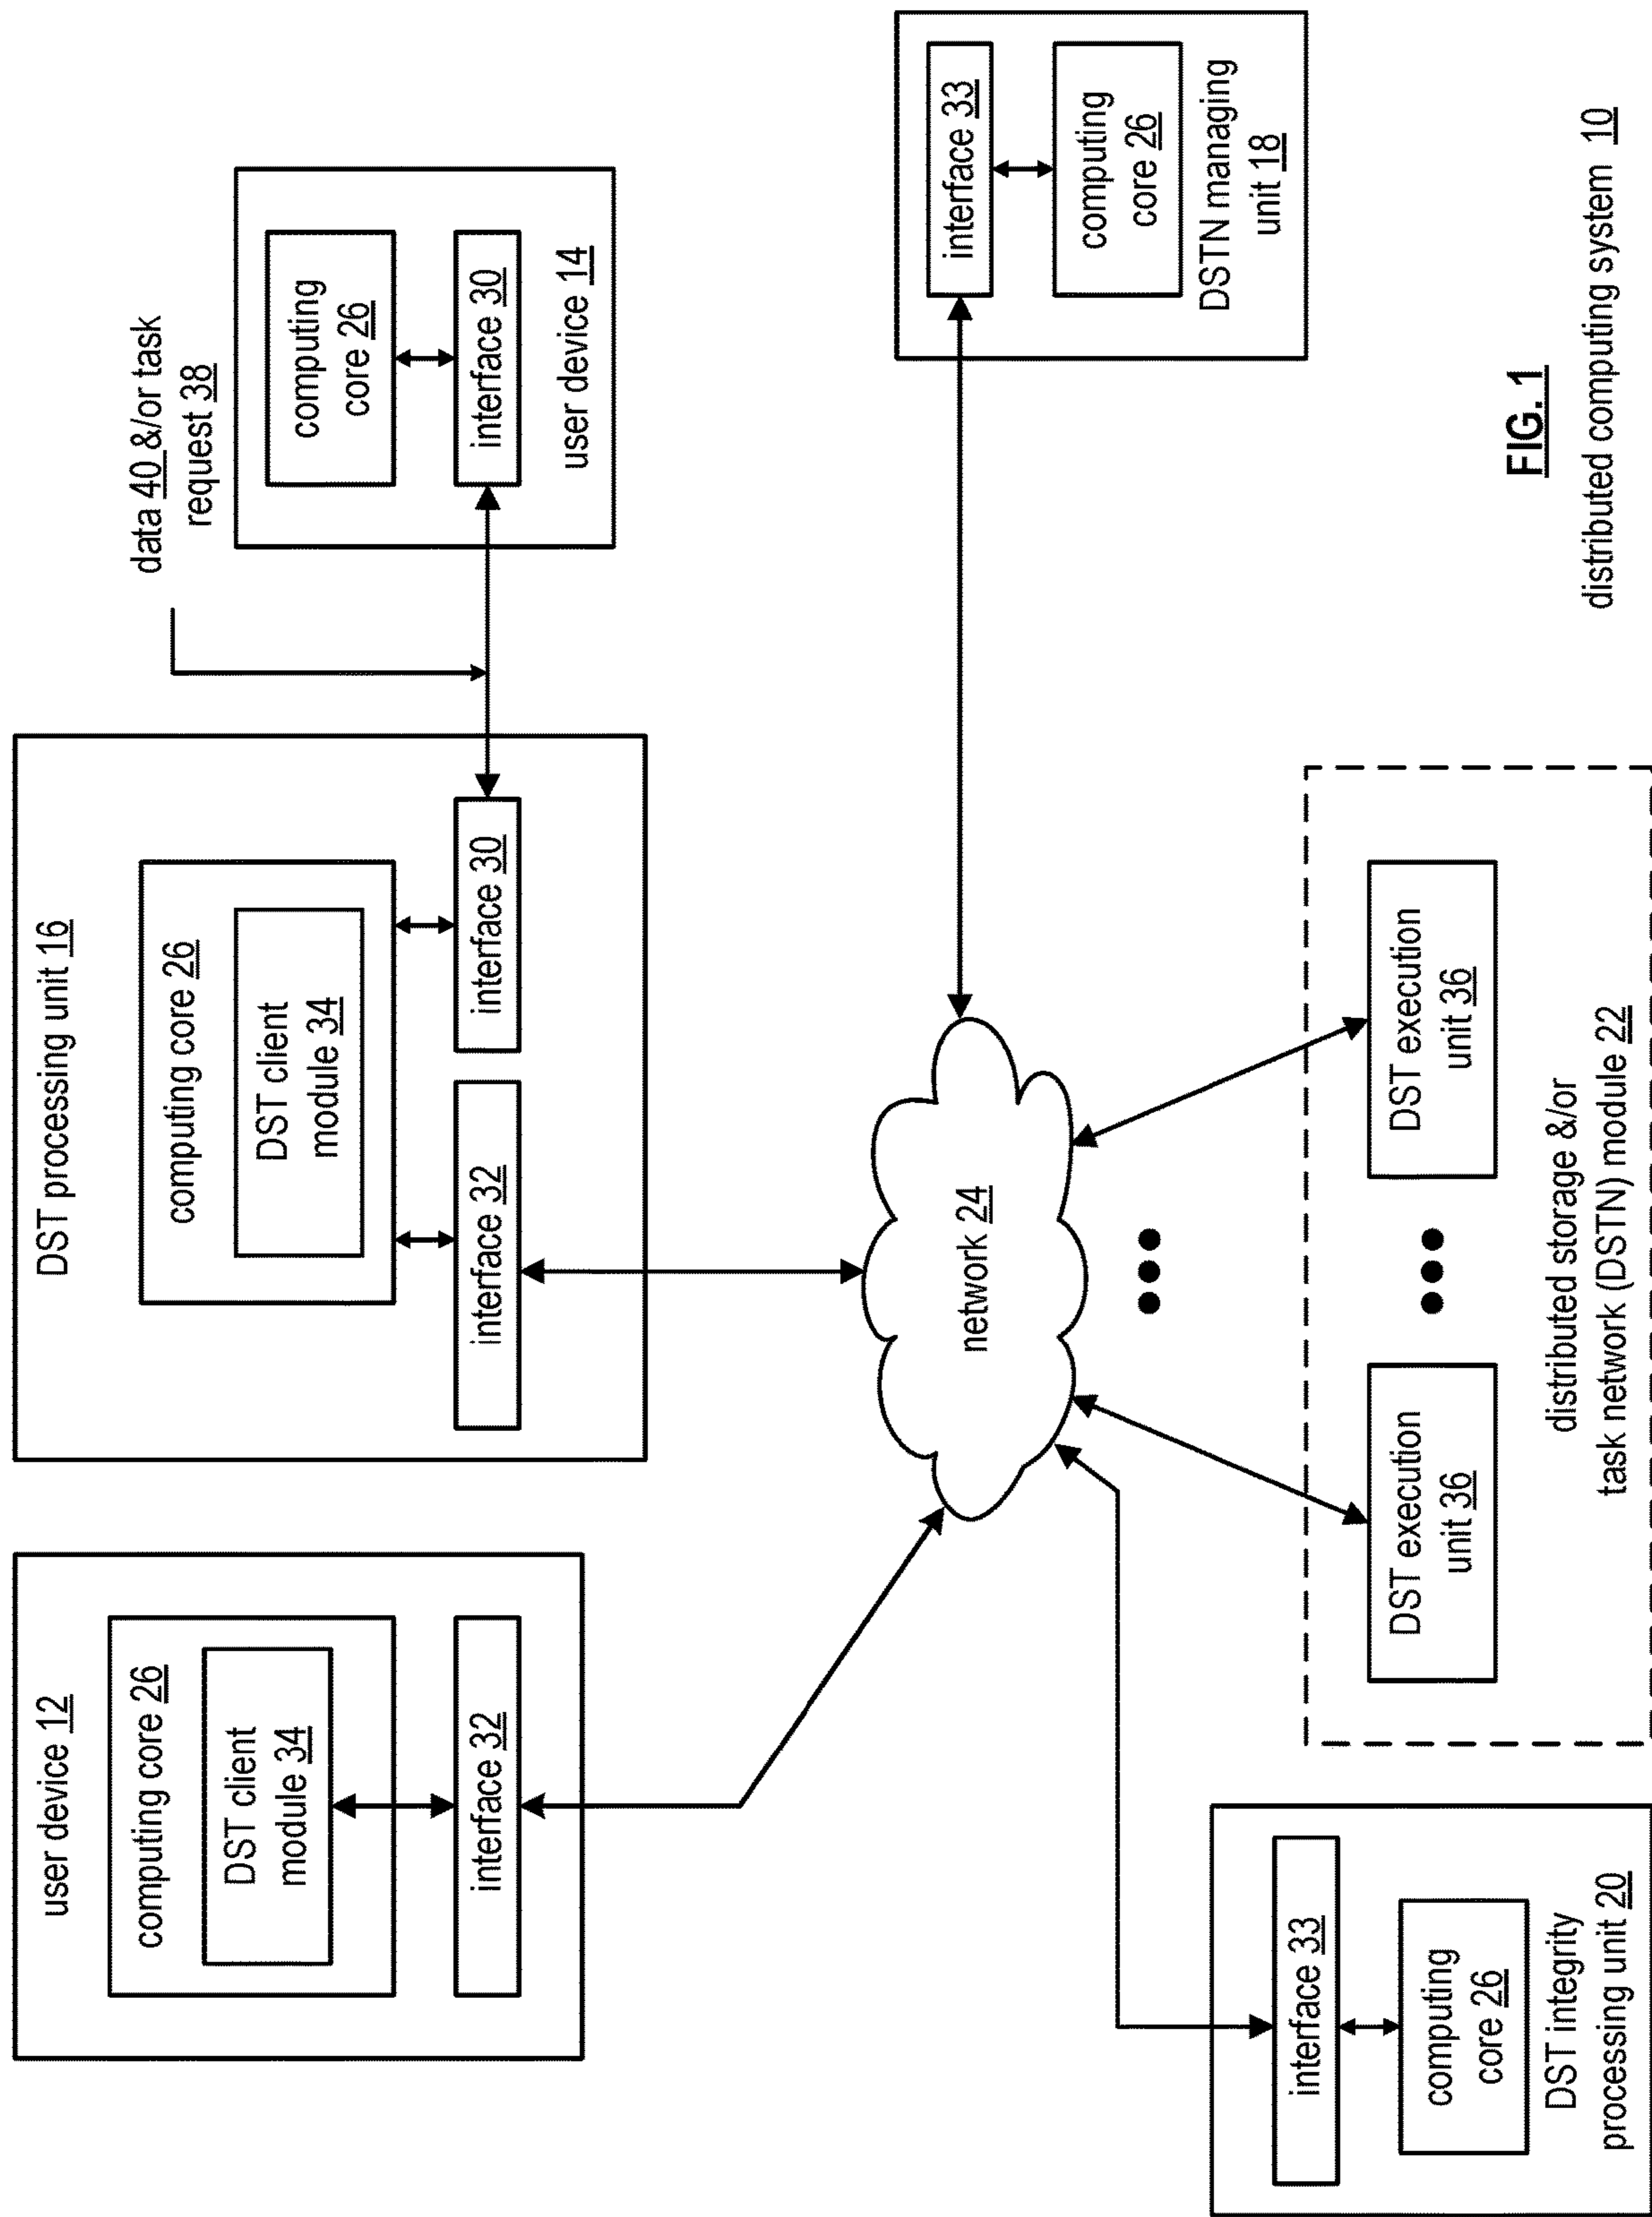 user device 12
computing core 26
DST client
module 34
interface 32
DST processing unit 16
computing core 26
DST client
module 34
interface 32
interface 30
data 40 &/or task
request 38
computing
core 26
interface 30
user device 14
network 24
interface 33
computing
core 26
DSTN managing
unit 18
interface 33
computing
core 26
DST integrity
processing unit 20
DST execution
unit 36
DST execution
unit 36
distributed storage &/or
task network (DSTN) module 22
FIG. 1
distributed computing system 10